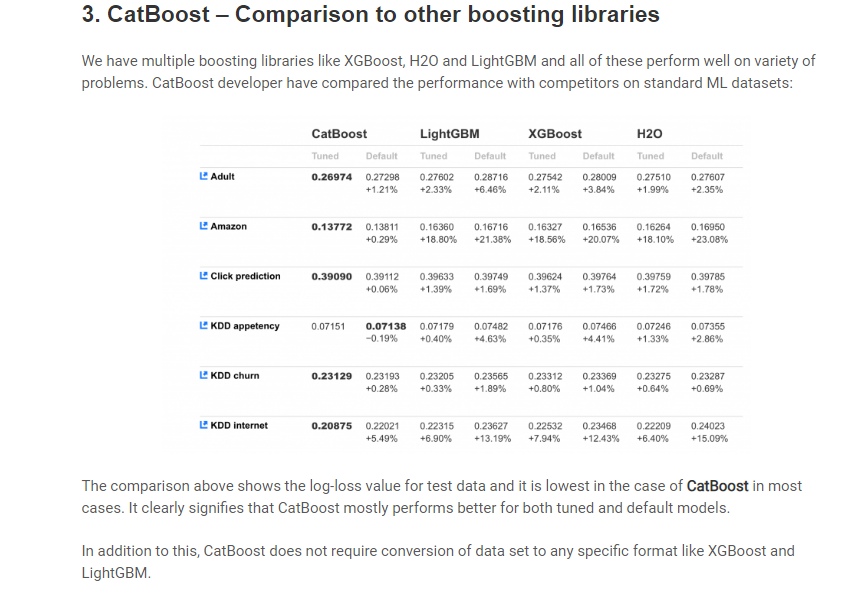 3. CatBoost – Comparison to other boosting libraries
We have multiple boosting libraries like XGBoost, H2O and LightGBM and all of these perform well on variety of
problems. CatBoost developer have compared the performance with competitors on standard ML datasets:
CatBoost LightGBM XGBoost H2O
Tuned Default Tuned Default Tuned Default Tuned Default
Adult 0.26974 0.27298 0.27602 0.28716 0.27542 0.28009 0.27510 0.27607
+1.21% +2.33% +6.46% +2.11% +3.84% +1.99% +2.35%
Amazon 0.13772 0.13811 0.16360 0.16716 0.16327 0.16536 0.16264 0.16950
+0.29% +18.80% +21.38% +18.56% +20.07% +18.10% +23.08%
Click prediction 0.39090 0.39112 0.39633 0.39749 0.39624 0.39764 0.39759 0.39785
+0.06% +1.39% +1.69% +1.37% +1.73% +1.72% +1.78%
KDD appetency 0.07151 0.07138 0.07179 0.07482 0.07176 0.07466 0.07246 0.07355
−0.19% +0.40% +4.63% +0.35% +4.41% +1.33% +2.86%
KDD churn 0.23129 0.23193 0.23205 0.23565 0.23312 0.23369 0.23275 0.23287
+0.28% +0.33% +1.89% +0.80% +1.04% +0.64% +0.69%
KDD internet 0.20875 0.22021 0.22315 0.23627 0.22532 0.23468 0.22209 0.24023
+5.49% +6.90% +13.19% +7.94% +12.43% +6.40% +15.09%
The comparison above shows the log-loss value for test data and it is lowest in the case of CatBoost in most
cases. It clearly signifies that CatBoost mostly performs better for both tuned and default models.
In addition to this, CatBoost does not require conversion of data set to any specific format like XGBoost and
LightGBM.